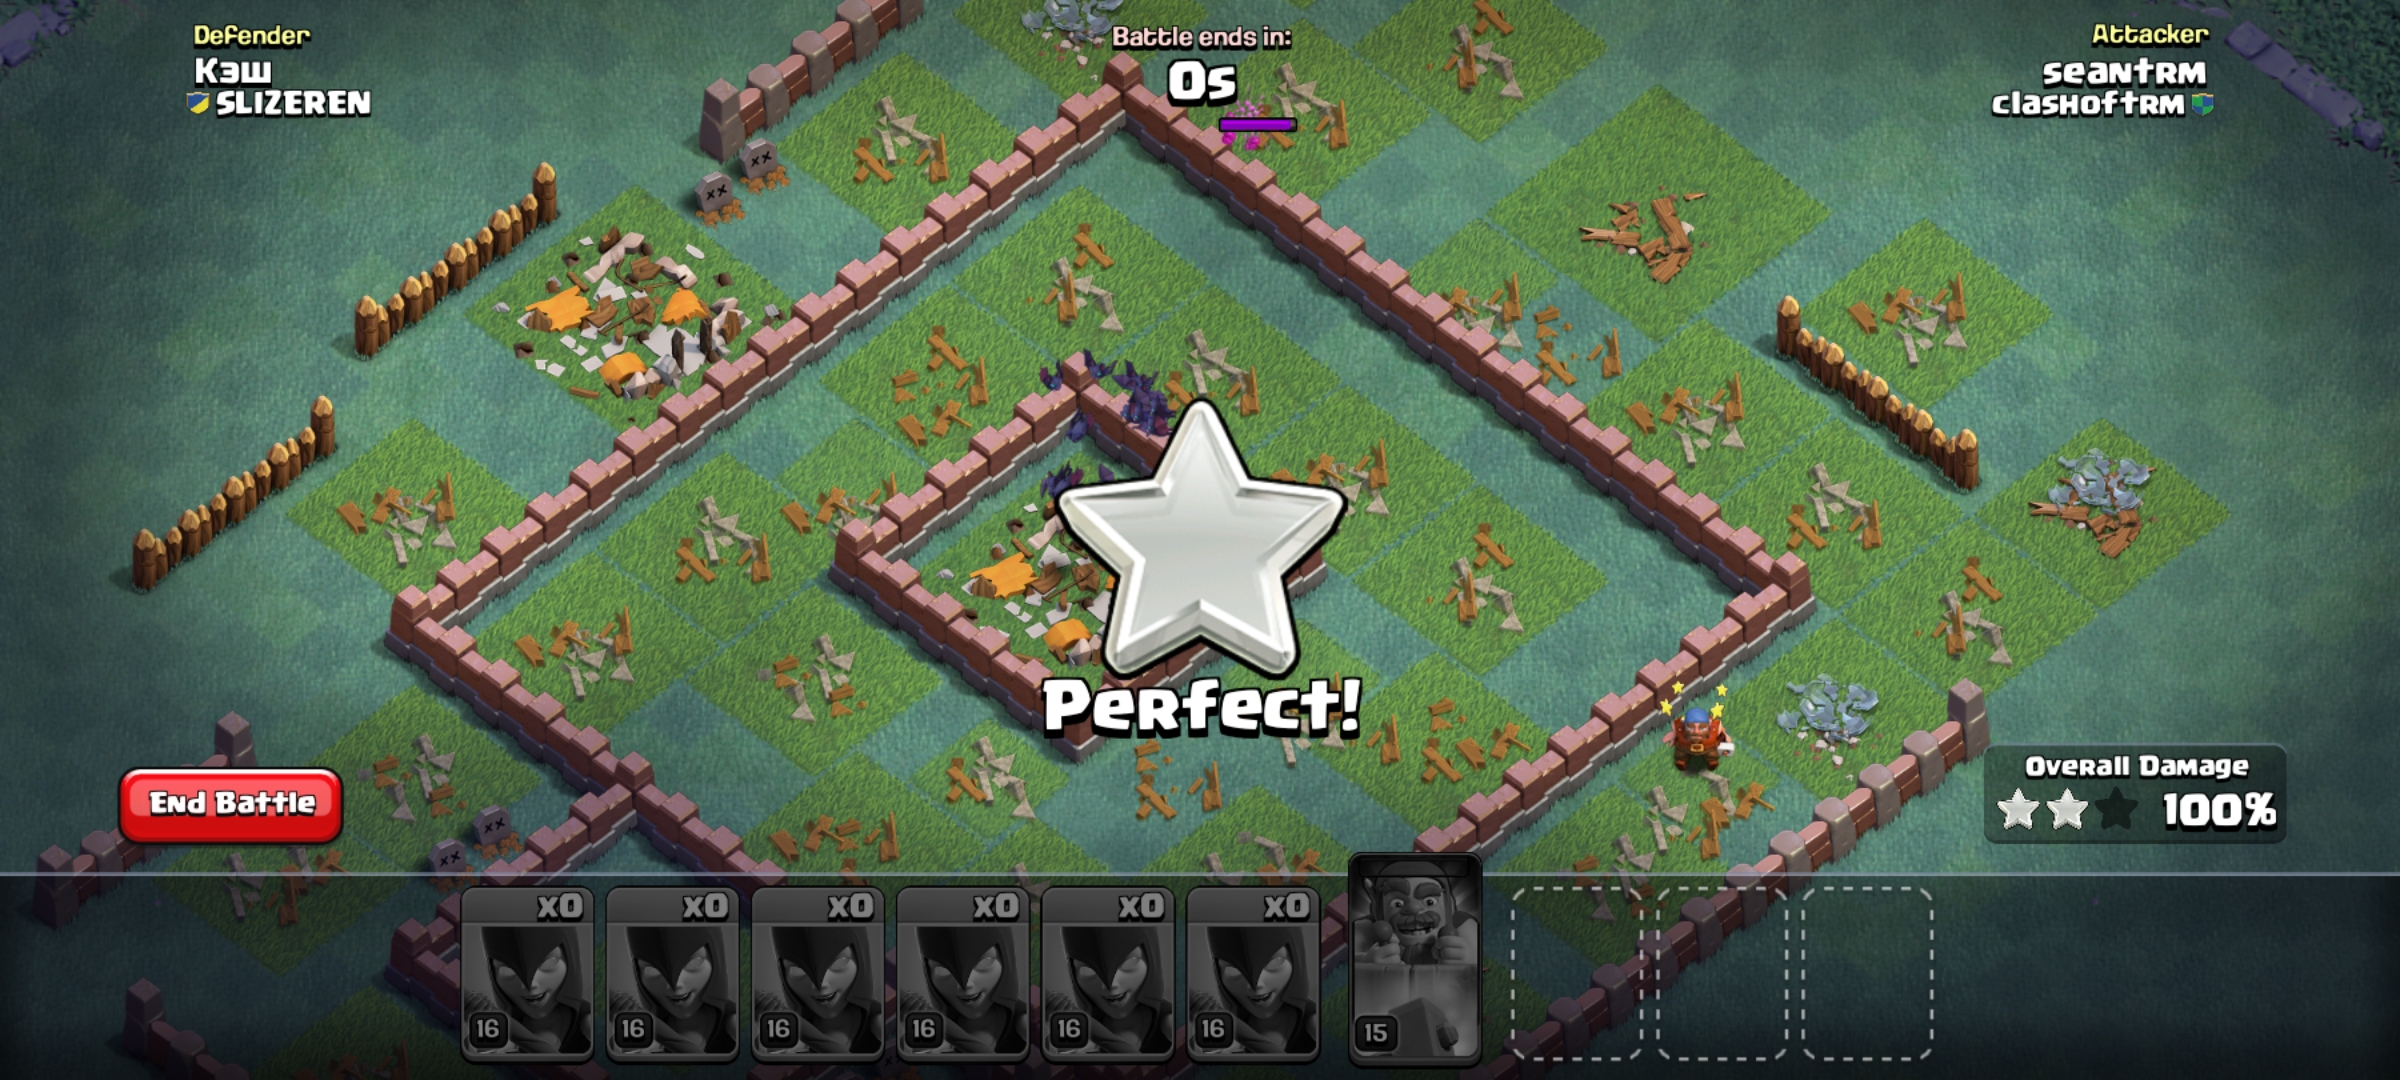 Defender
Кэш
SLIZEREN
Battle ends in:
0s
Attacker
seantrm
clashoftrm
Perfect!
End Battle
Overall Damage
100%
x0
x0
x0
x0
x0
x0
16
16
16
16
16
16
15